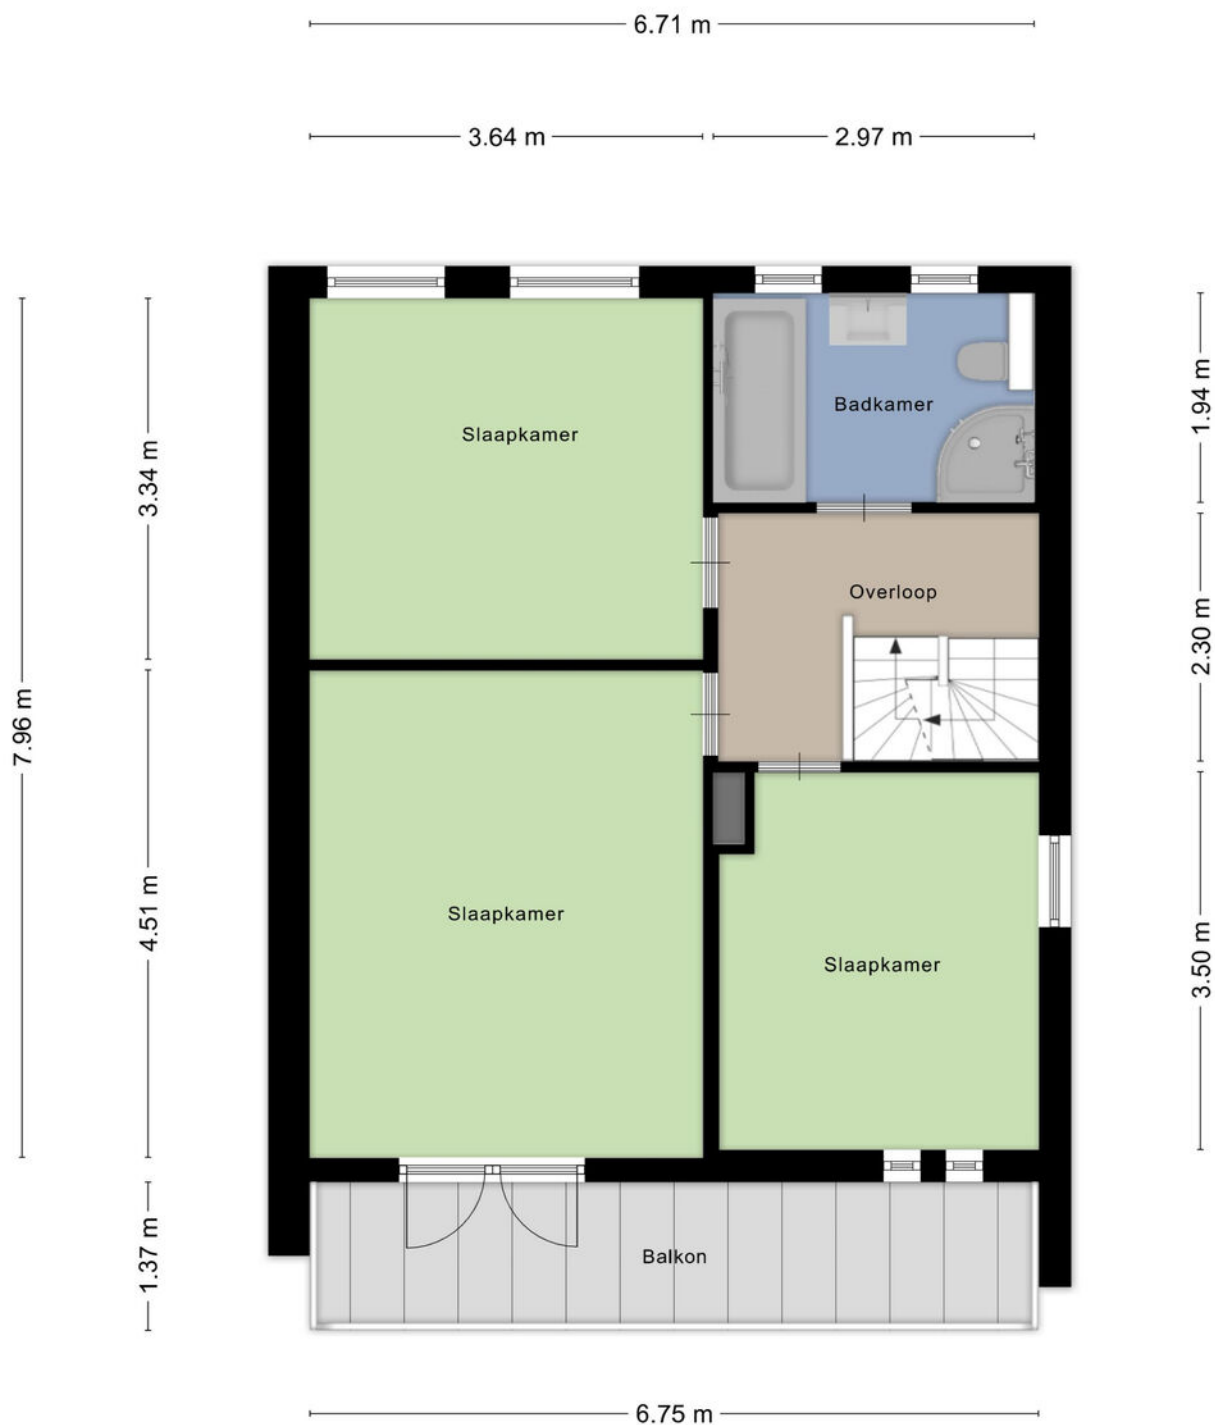 6.71 m
3.64 m
2.97 m
Slaapkamer
Badkamer
1.94 m
3.34 m
Overloop
2.30 m
7.96 m
4.51 m
Slaapkamer
Slaapkamer
3.50 m
1.37 m
Balkon
6.75 m